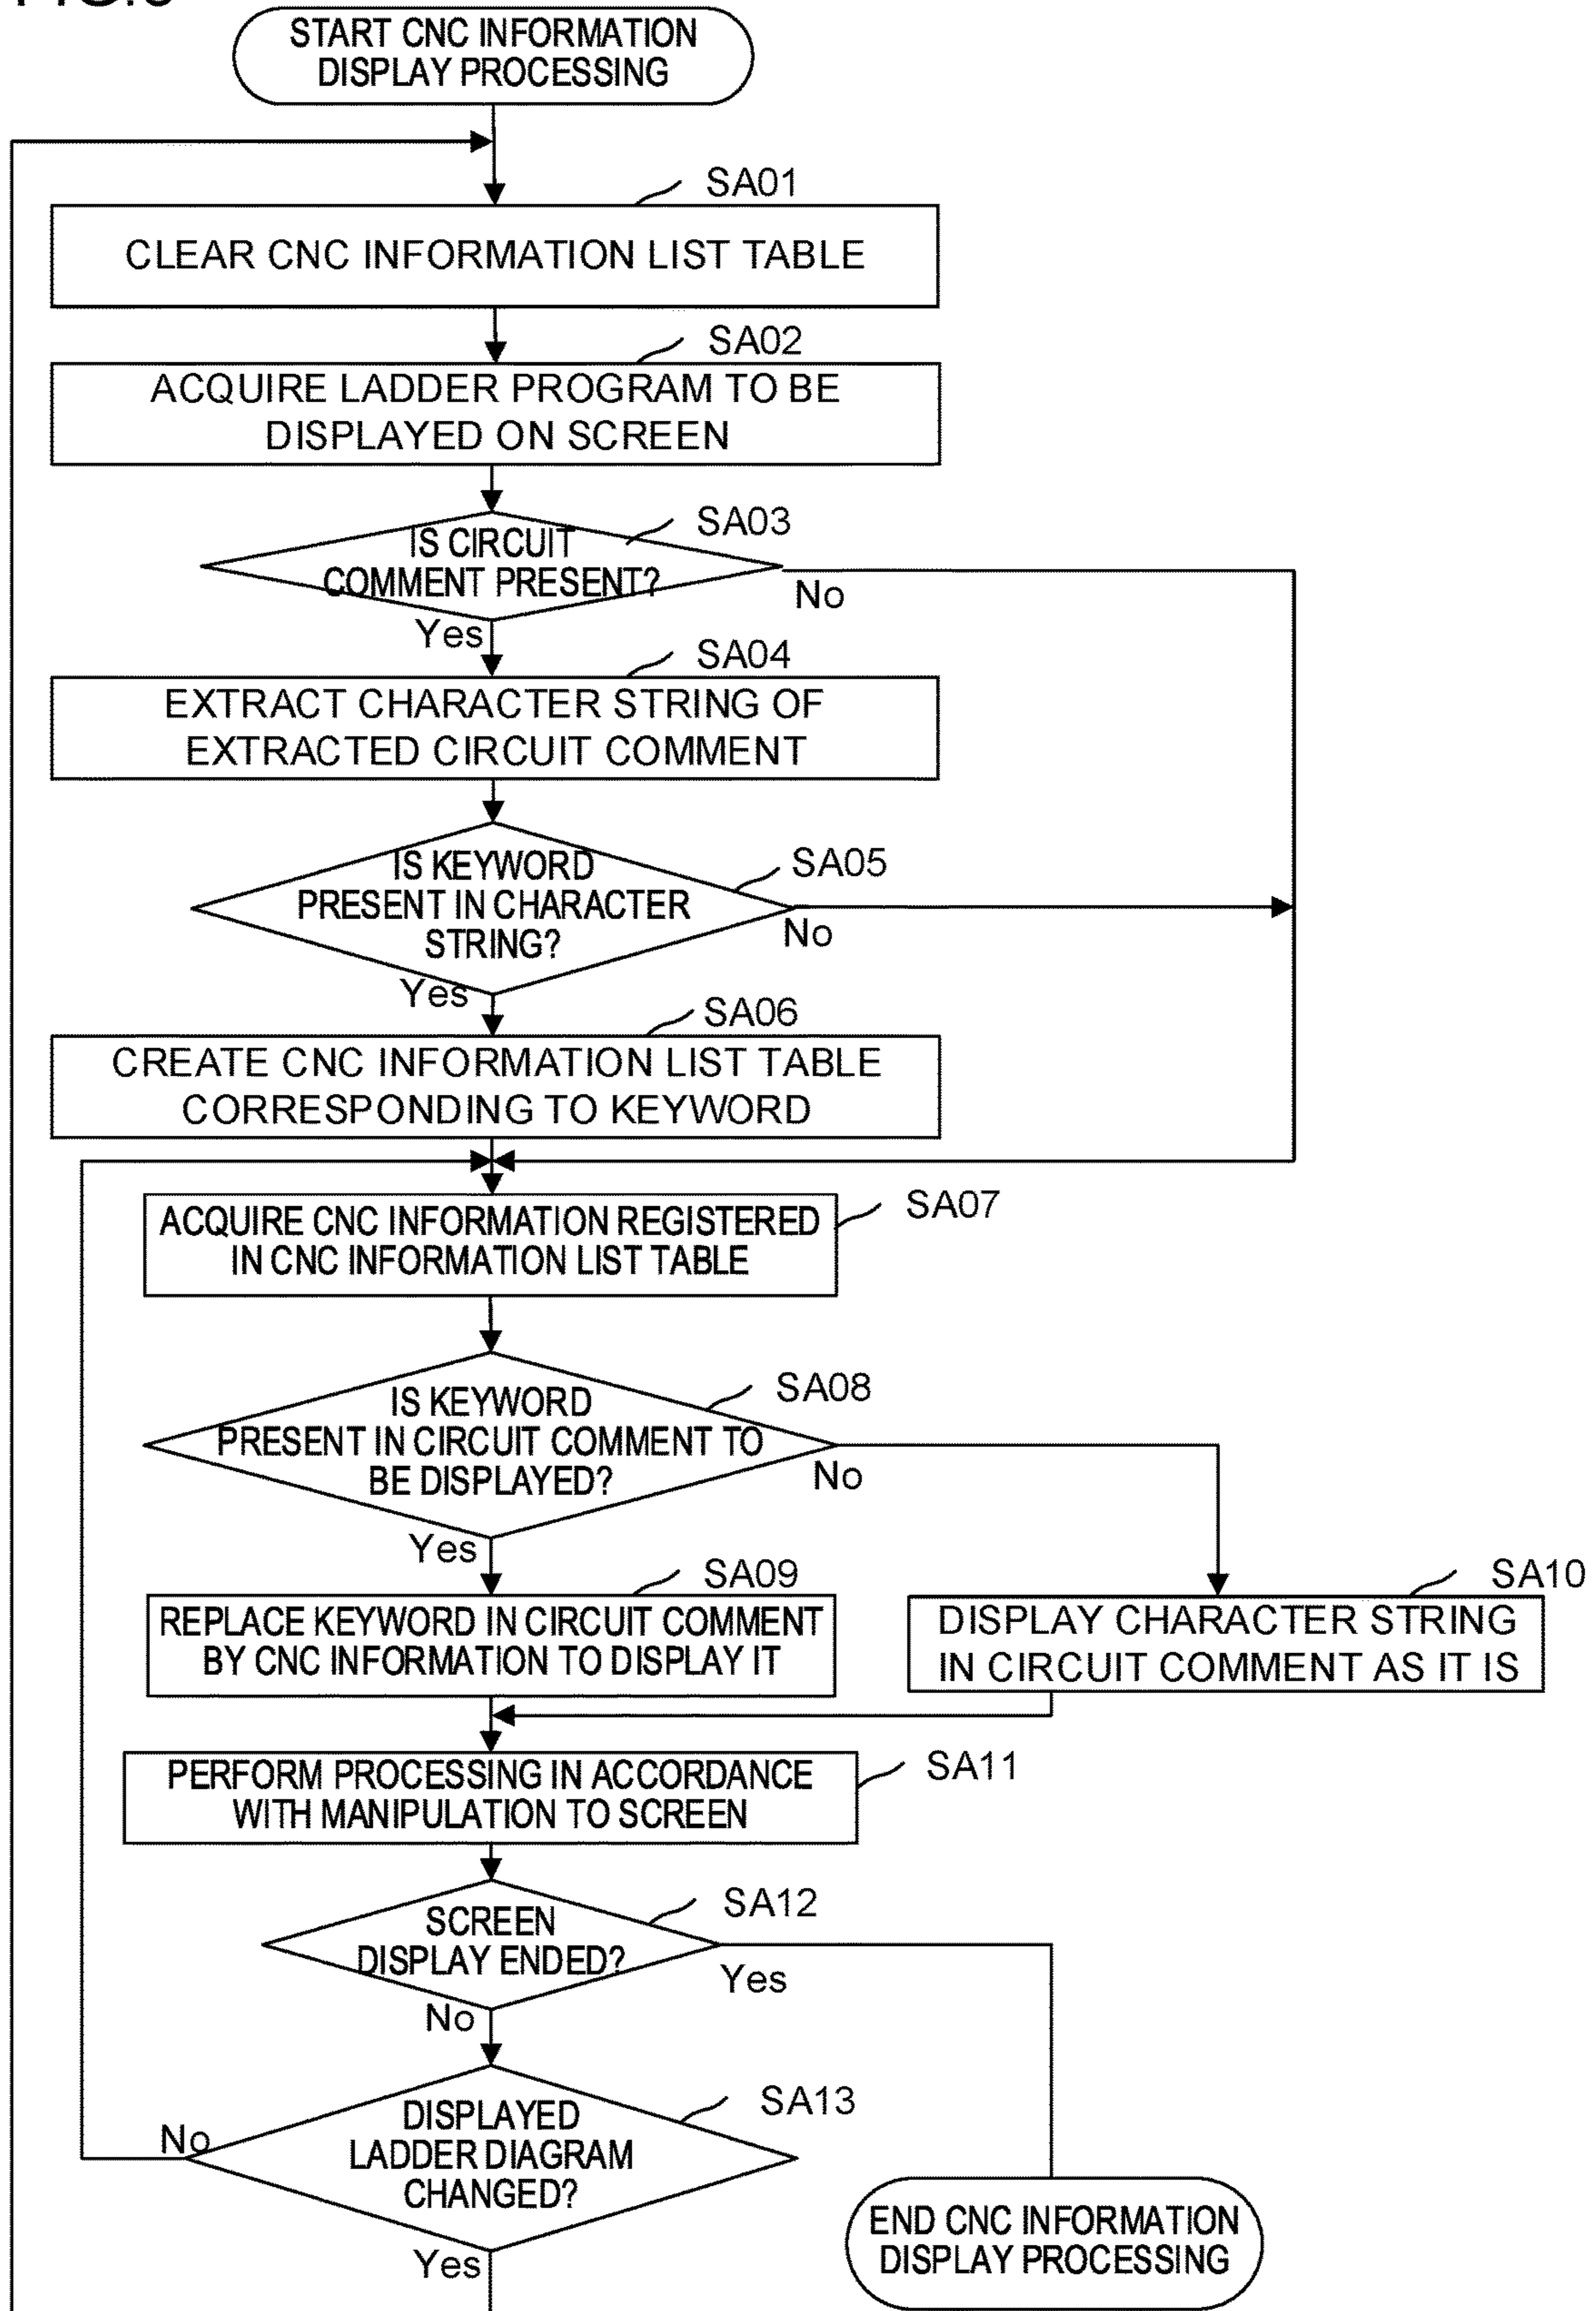 START CNC INFORMATION
DISPLAY PROCESSING
SA01
CLEAR CNC INFORMATION LIST TABLE
SA02
ACQUIRE LADDER PROGRAM TO BE
DISPLAYED ON SCREEN
SA03
IS CIRCUIT
COMMENT PRESENT?
No
Yes
SA04
EXTRACT CHARACTER STRING OF
EXTRACTED CIRCUIT COMMENT
SA05
IS KEYWORD
PRESENT IN CHARACTER
STRING?
No
Yes
SA06
CREATE CNC INFORMATION LIST TABLE
CORRESPONDING TO KEYWORD
SA07
ACQUIRE CNC INFORMATION REGISTERED
IN CNC INFORMATION LIST TABLE
SA08
IS KEYWORD
PRESENT IN CIRCUIT COMMENT TO
BE DISPLAYED?
No
Yes
SA09
REPLACE KEYWORD IN CIRCUIT COMMENT
BY CNC INFORMATION TO DISPLAY IT
SA10
DISPLAY CHARACTER STRING
IN CIRCUIT COMMENT AS IT IS
SA11
PERFORM PROCESSING IN ACCORDANCE
WITH MANIPULATION TO SCREEN
SA12
SCREEN
DISPLAY ENDED?
Yes
No
SA13
DISPLAYED
LADDER DIAGRAM
CHANGED?
No
Yes
END CNC INFORMATION
DISPLAY PROCESSING